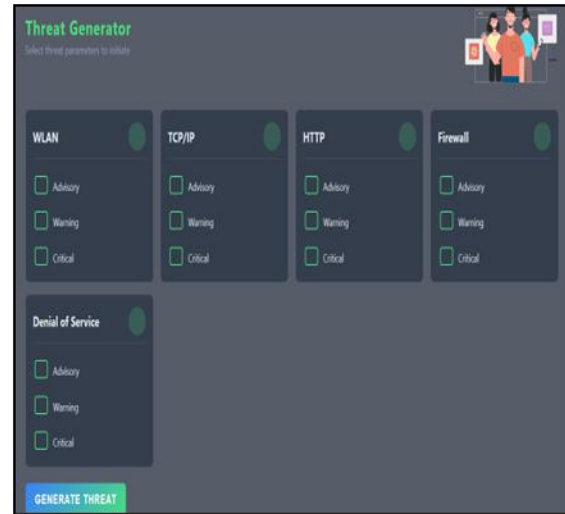 Threat Generator
Select threat parameters to initiate
WLAN
Advisory
Warning
Critical
TCP/IP
Advisory
Warning
Critical
HTTP
Advisory
Warning
Critical
Firewall
Advisory
Warning
Critical
Denial of Service
Advisory
Warning
Critical
GENERATE THREAT